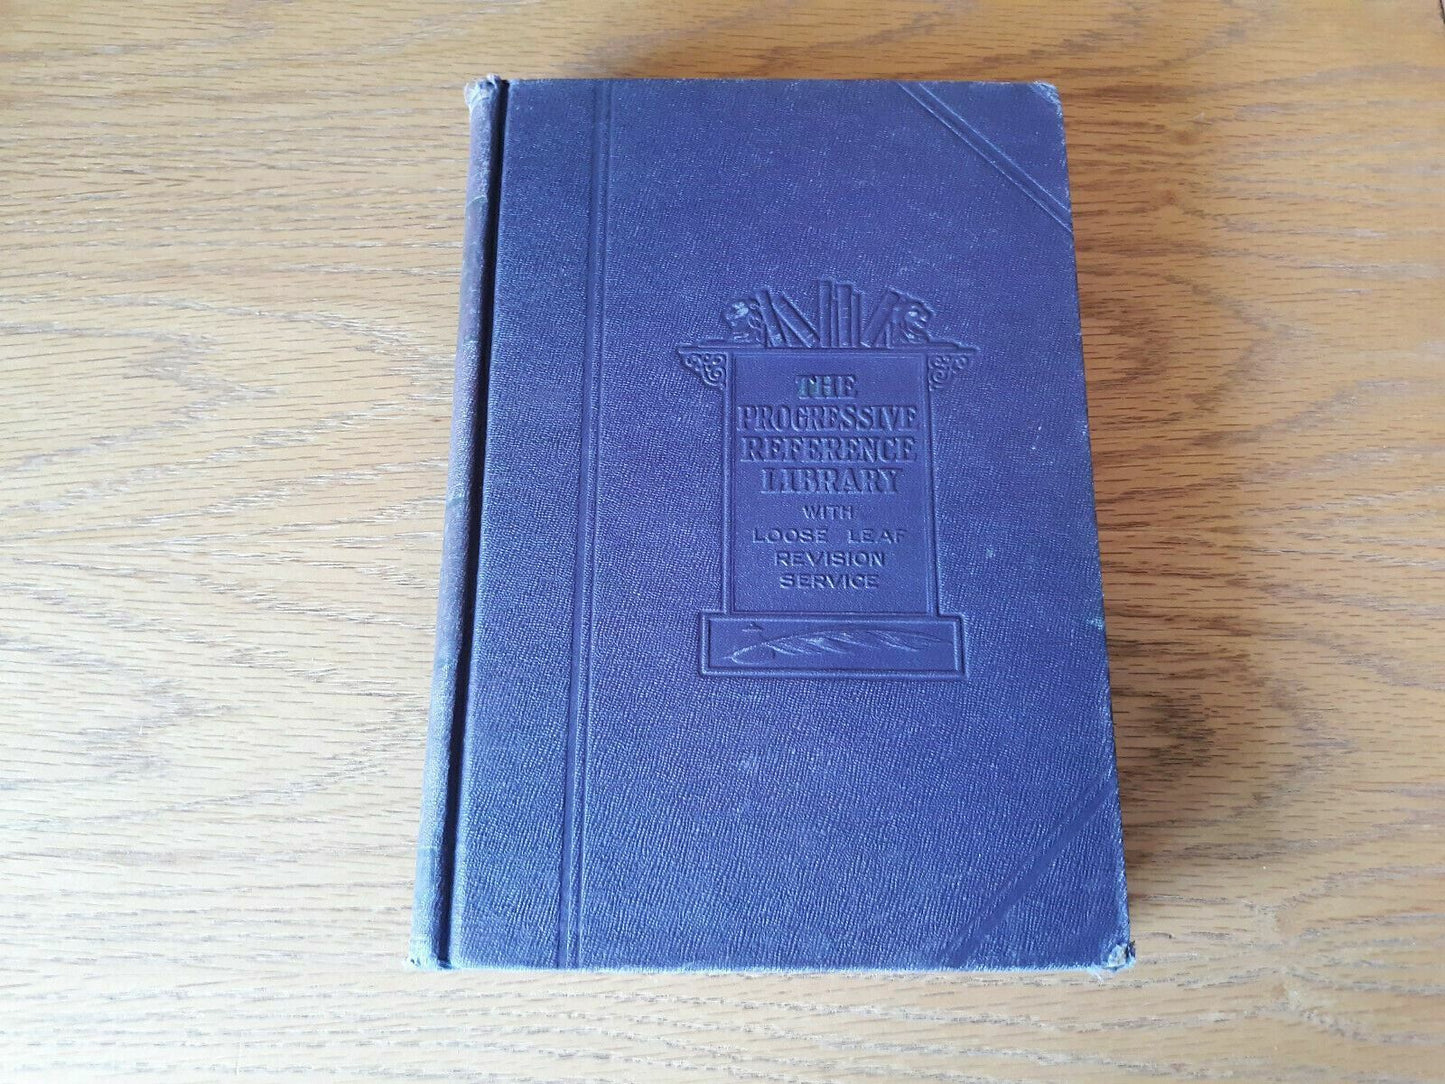 THE
PROGRESSIVE
REFERENCE
LIBRARY
WITH
LOOSE LEAF
REVISION
SERVICE